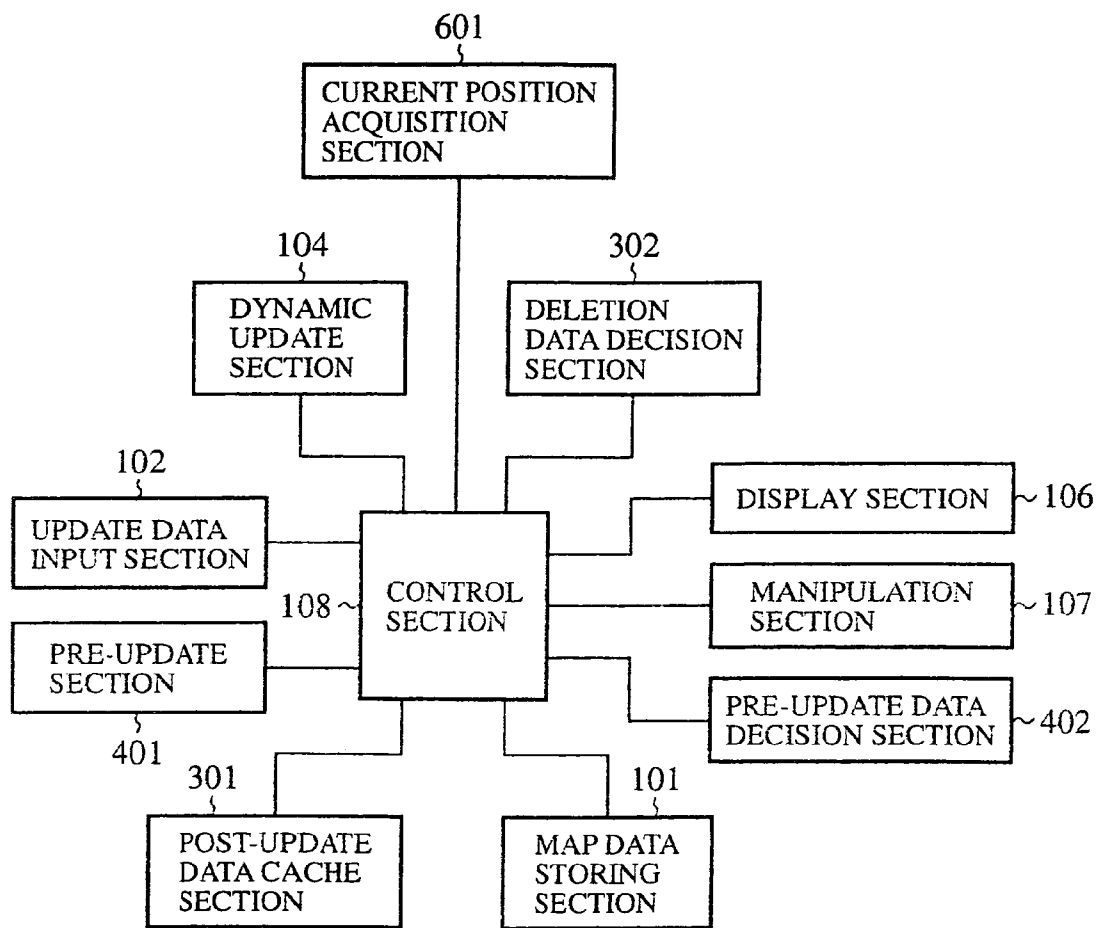 601
CURRENT POSITION
ACQUISITION
SECTION
104
DYNAMIC
UPDATE
SECTION
302
DELETION
DATA DECISION
SECTION
102
UPDATE DATA
INPUT SECTION
DISPLAY SECTION
106
108
CONTROL
SECTION
MANIPULATION
SECTION
107
PRE-UPDATE
SECTION
401
PRE-UPDATE DATA
DECISION SECTION
402
301
POST-UPDATE
DATA CACHE
SECTION
101
MAP DATA
STORING
SECTION